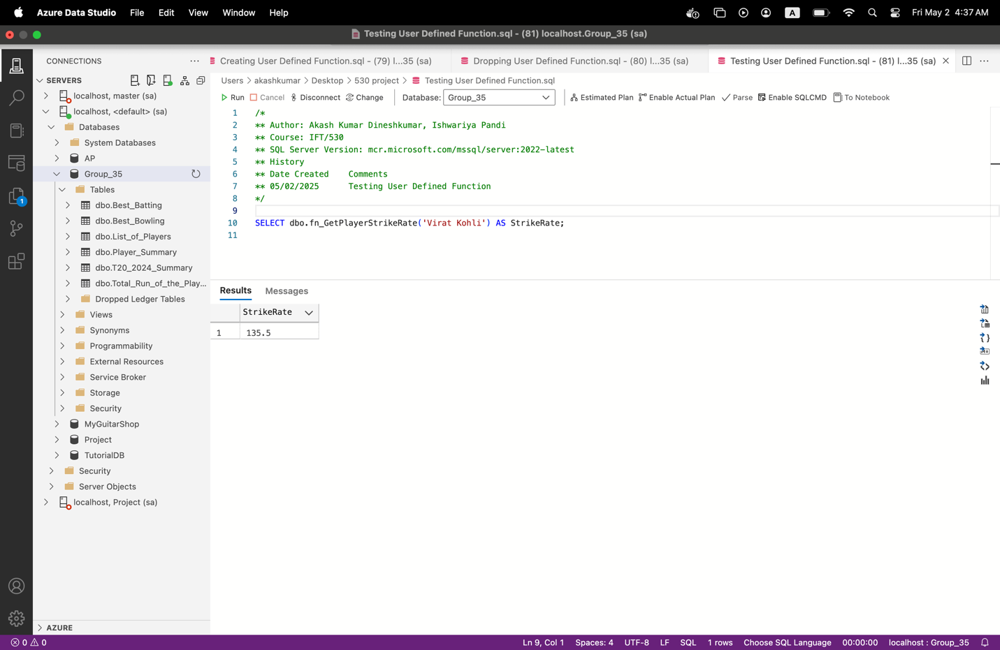 Azure Data Studio File Edit View Window Help A Fri May 2 4:37 AM
Testing User Defined Function.sql - (81) localhost.Group_35 (sa)
CONNECTIONS
Creating User Defined Function.sql - (79) l...35 (sa)
Dropping User Defined Function.sql - (80) l...35 (sa)
Testing User Defined Function.sql - (81) l...35 (sa)
SERVERS
localhost, master (sa)
localhost, <default> (sa)
Databases
System Databases
AP
Group_35
Tables
dbo.Best_Batting
dbo.Best_Bowling
dbo.List_of_Players
dbo.Player_Summary
dbo.T20_2024_Summary
dbo.Total_Run_of_the_Play...
Dropped Ledger Tables
Views
Synonyms
Programmability
External Resources
Service Broker
Storage
Security
MyGuitarShop
Project
TutorialDB
Security
Server Objects
localhost, Project (sa)
AZURE
1
Users > akashkumar > Desktop > 530 project > Testing User Defined Function.sql
Run Cancel Disconnect Change Database: Group_35 Estimated Plan Enable Actual Plan Parse Enable SQLCMD To Notebook
1 /*
2 ** Author: Akash Kumar Dineshkumar, Ishwariya Pandi
3 ** Course: IFT/530
4 ** SQL Server Version: mcr.microsoft.com/mssql/server:2022-latest
5 ** History
6 ** Date Created Comments
7 ** 05/02/2025 Testing User Defined Function
8 */
9
10 SELECT dbo.fn_GetPlayerStrikeRate('Virat Kohli') AS StrikeRate;
11
Results Messages
StrikeRate
1 135.5
0 0 Ln 9, Col 1 Spaces: 4 UTF-8 LF SQL 1 rows Choose SQL Language 00:00:00 localhost : Group_35